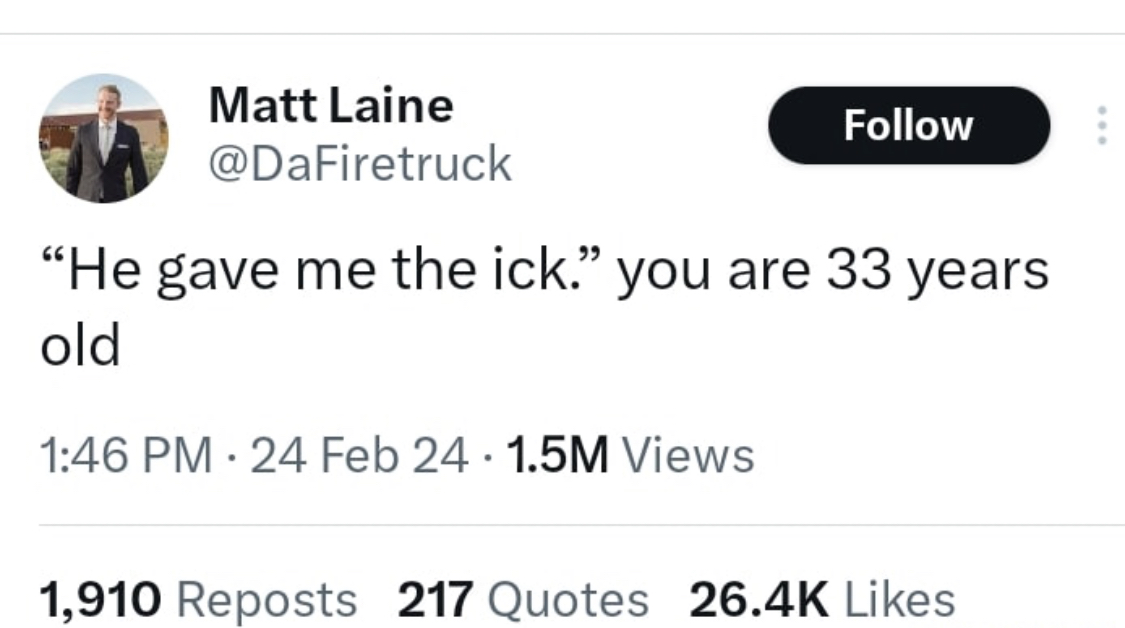 Matt Laine
Follow
@DaFiretruck
“He gave me the ick.” you are 33 years
old
1:46 PM · 24 Feb 24 · 1.5M Views
1,910 Reposts 217 Quotes 26.4K Likes